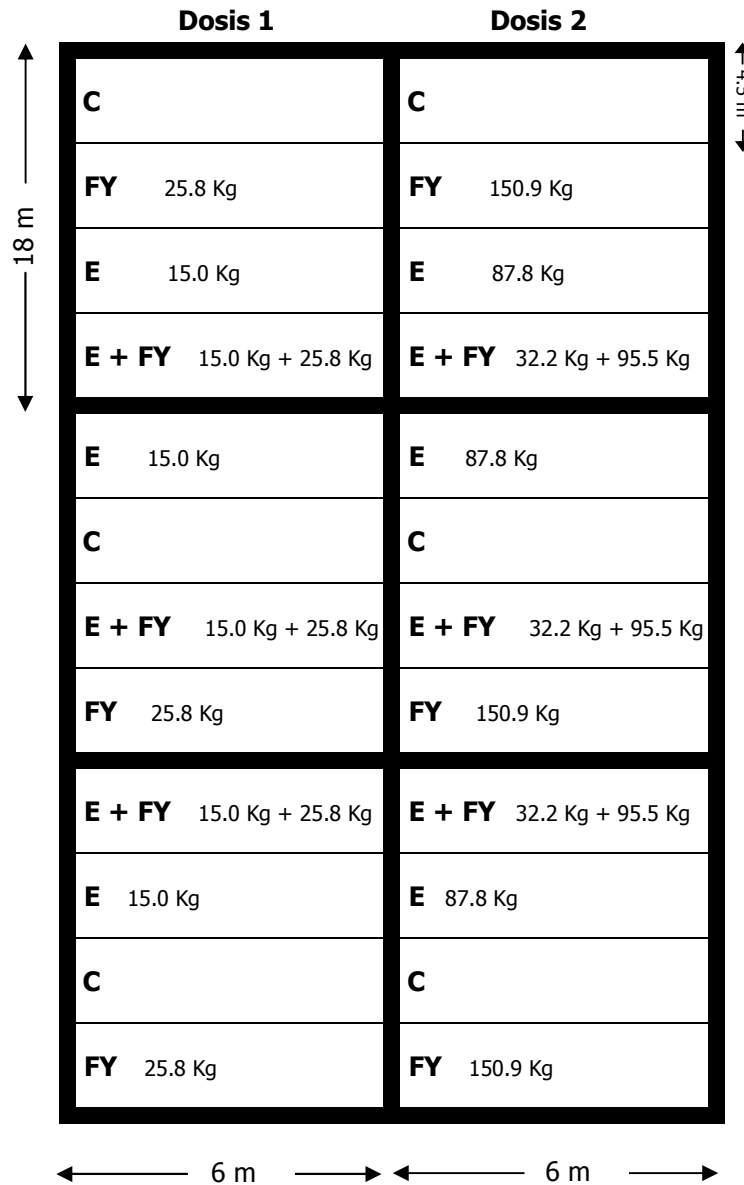 Dosis 1 Dosis 2
C C
FY 25.8 Kg FY 150.9 Kg
E 15.0 Kg E 87.8 Kg
E + FY 15.0 Kg + 25.8 Kg E + FY 32.2 Kg + 95.5 Kg
18 m
E 15.0 Kg E 87.8 Kg
C C
E + FY 15.0 Kg + 25.8 Kg E + FY 32.2 Kg + 95.5 Kg
FY 25.8 Kg FY 150.9 Kg
E + FY 15.0 Kg + 25.8 Kg E + FY 32.2 Kg + 95.5 Kg
E 15.0 Kg E 87.8 Kg
C C
FY 25.8 Kg FY 150.9 Kg
6 m 6 m